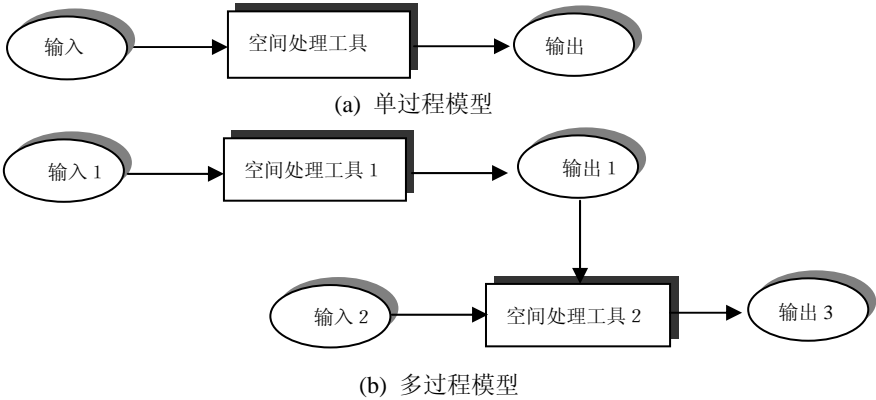 输入
空间处理工具
输出
(a) 单过程模型
输入 1
空间处理工具 1
输出 1
输入 2
空间处理工具 2
输出 3
(b) 多过程模型